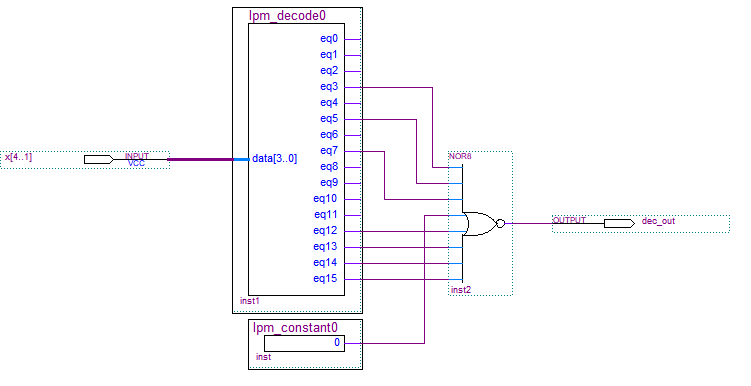 lpm_decode0
eq0
eq1
eq2
eq3
eq4
eq5
eq6
eq7
eq8
eq9
eq10
eq11
eq12
eq13
eq14
eq15
x[4..1]
INPUT
VCC
data[3..0]
NOR8
OUTPUT
dec_out
inst2
inst1
lpm_constant0
0
inst